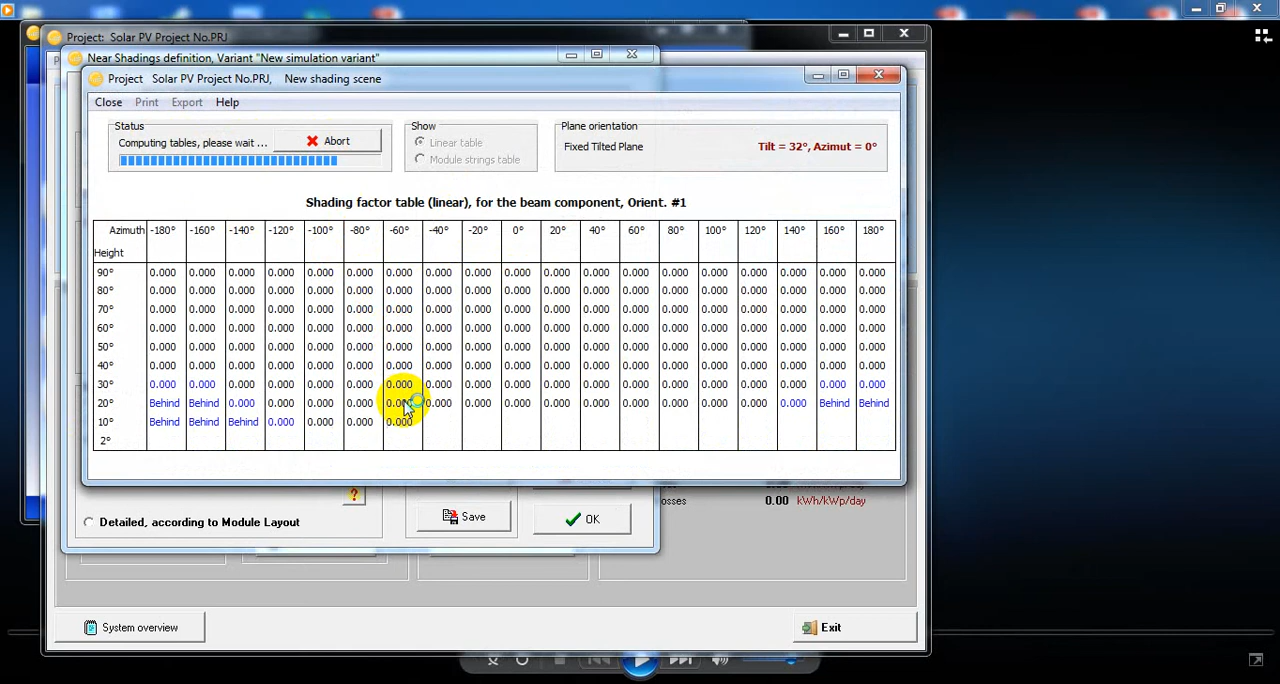 Project: Solar PV Project No.PRJ
Near Shadings definition, Variant "New simulation variant"
Project Solar PV Project No.PRJ, New shading scene
Close Print Export Help
Status
Computing tables, please wait ...
Abort
Show
Linear table
Module strings table
Plane orientation
Fixed Tilted Plane
Tilt = 32°, Azimut = 0°
Shading factor table (linear), for the beam component, Orient. #1
Azimuth -180° -160° -140° -120° -100° -80° -60° -40° -20° 0° 20° 40° 60° 80° 100° 120° 140° 160° 180°
Height
90° 0.000 0.000 0.000 0.000 0.000 0.000 0.000 0.000 0.000 0.000 0.000 0.000 0.000 0.000 0.000 0.000 0.000 0.000 0.000
80° 0.000 0.000 0.000 0.000 0.000 0.000 0.000 0.000 0.000 0.000 0.000 0.000 0.000 0.000 0.000 0.000 0.000 0.000 0.000
70° 0.000 0.000 0.000 0.000 0.000 0.000 0.000 0.000 0.000 0.000 0.000 0.000 0.000 0.000 0.000 0.000 0.000 0.000 0.000
60° 0.000 0.000 0.000 0.000 0.000 0.000 0.000 0.000 0.000 0.000 0.000 0.000 0.000 0.000 0.000 0.000 0.000 0.000 0.000
50° 0.000 0.000 0.000 0.000 0.000 0.000 0.000 0.000 0.000 0.000 0.000 0.000 0.000 0.000 0.000 0.000 0.000 0.000 0.000
40° 0.000 0.000 0.000 0.000 0.000 0.000 0.000 0.000 0.000 0.000 0.000 0.000 0.000 0.000 0.000 0.000 0.000 0.000 0.000
30° 0.000 0.000 0.000 0.000 0.000 0.000 0.000 0.000 0.000 0.000 0.000 0.000 0.000 0.000 0.000 0.000 0.000 0.000 0.000
20° Behind Behind 0.000 0.000 0.000 0.000 0.000 0.000 0.000 0.000 0.000 0.000 0.000 0.000 0.000 0.000 0.000 Behind Behind
10° Behind Behind Behind 0.000 0.000 0.000 0.000
2°
?
0.00 kWh/kWp/day
Detailed, according to Module Layout
Save
OK
System overview
Exit